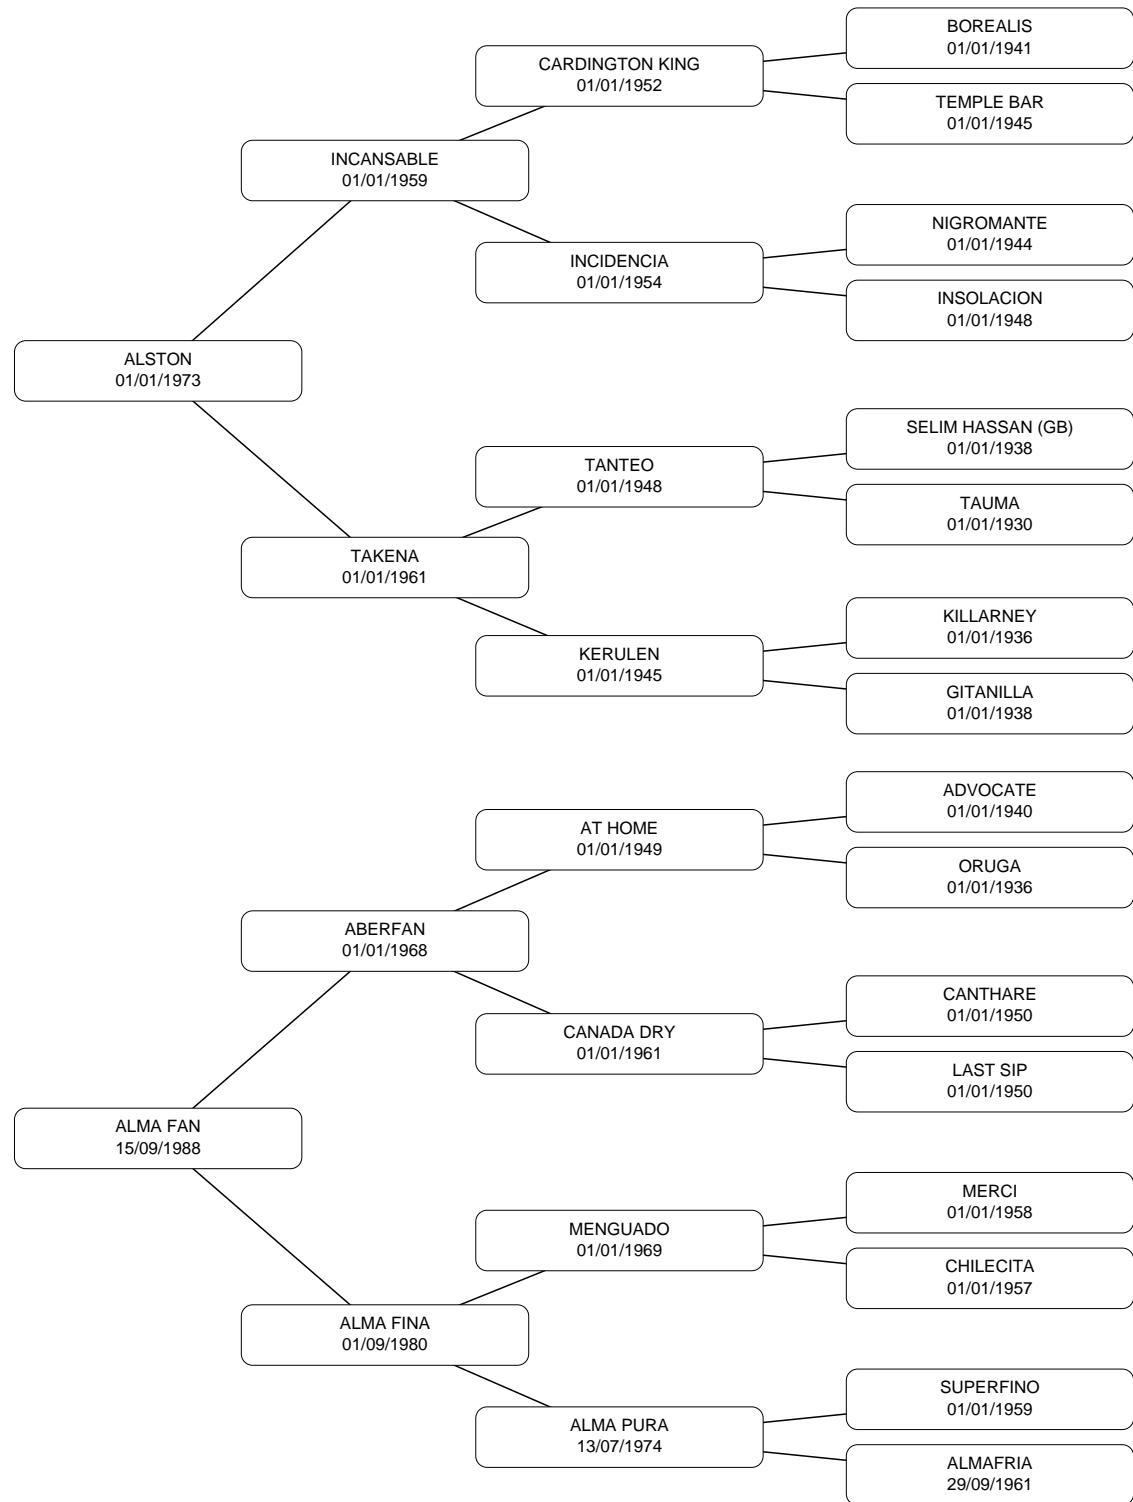 BOREALIS
01/01/1941
CARDINGTON KING
01/01/1952
TEMPLE BAR
01/01/1945
INCANSABLE
01/01/1959
NIGROMANTE
01/01/1944
INCIDENCIA
01/01/1954
INSOLACION
01/01/1948
ALSTON
01/01/1973
SELIM HASSAN (GB)
01/01/1938
TANTEO
01/01/1948
TAUMA
01/01/1930
TAKENA
01/01/1961
KILLARNEY
01/01/1936
KERULEN
01/01/1945
GITANILLA
01/01/1938
ADVOCATE
01/01/1940
AT HOME
01/01/1949
ORUGA
01/01/1936
ABERFAN
01/01/1968
CANTHARE
01/01/1950
CANADA DRY
01/01/1961
LAST SIP
01/01/1950
ALMA FAN
15/09/1988
MERCI
01/01/1958
MENGUADO
01/01/1969
CHILECITA
01/01/1957
ALMA FINA
01/09/1980
SUPERFINO
01/01/1959
ALMA PURA
13/07/1974
ALMAFRIA
29/09/1961